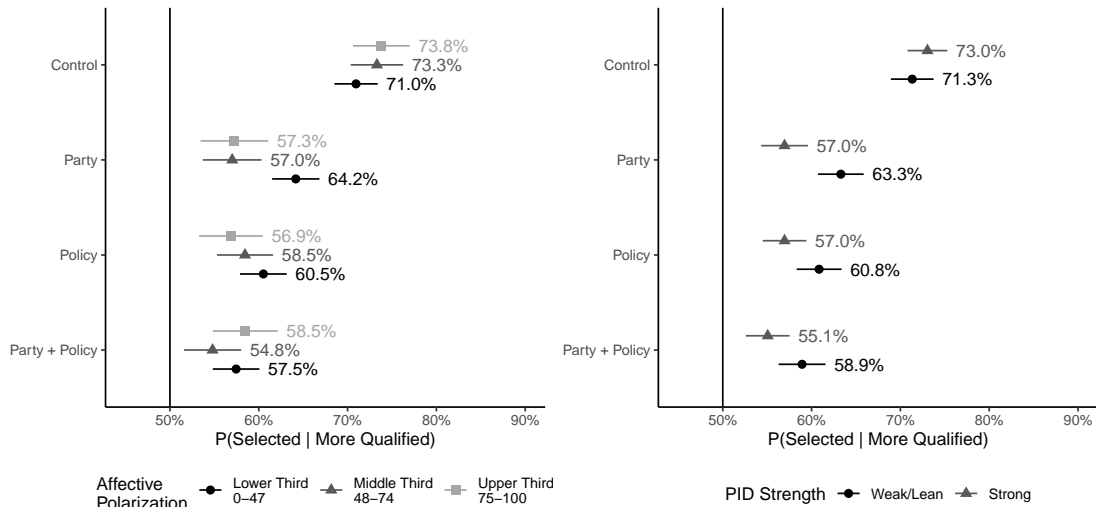 Control
73.8%
73.3%
71.0%
Party
57.3%
57.0%
64.2%
Policy
56.9%
58.5%
60.5%
Party + Policy
58.5%
54.8%
57.5%
50% 60% 70% 80% 90%
P(Selected | More Qualified)
Affective
Polarization
Lower Third
0–47
Middle Third
48–74
Upper Third
75–100
Control
73.0%
71.3%
Party
57.0%
63.3%
Policy
57.0%
60.8%
Party + Policy
55.1%
58.9%
50% 60% 70% 80% 90%
P(Selected | More Qualified)
PID Strength Weak/Lean Strong